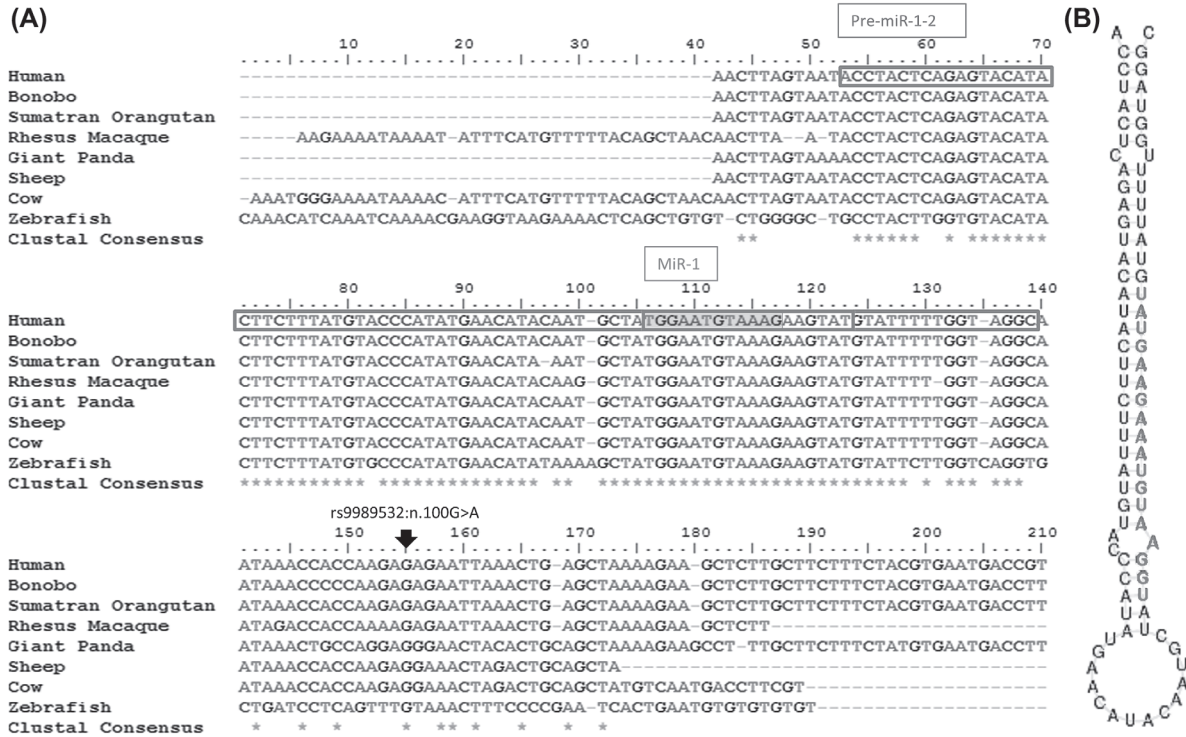 (A)
Pre-miR-1-2
(B)
10 20 30 40 50 60 70
Human -----------------------------------------AACTTAGTAATACCTACTCAGAGTACATA
Bonobo -----------------------------------------AACTTAGTAATACCTACTCAGAGTACATA
Sumatran Orangutan -----------------------------------------AACTTAGTAATACCTACTCAGAGTACATA
Rhesus Macaque -----AAGAAAATAAAAT-ATTTCATGTTTTTACAGCTAACAACTTA--A-TACCTACTCAGAGTACATA
Giant Panda -----------------------------------------AACTTAGTAAAACCTACTCAGAGTACATA
Sheep -----------------------------------------AACTTAGTAATACCTACTCAGAGTACATA
Cow -AAATGGGAAAATAAAAC-ATTTCATGTTTTTACAGCTAACAACTTAGTAATACCTACTCAGAGTACATA
Zebrafish CAAACATCAAATCAAAACGAAGGTAAGAAAACTCAGCTGTGT-CTGGGGC-TGCCTACTTGGTGTACATA
Clustal Consensus ** ****** * *******
MiR-1
80 90 100 110 120 130 140
Human CTTCTTTATGTACCCATATGAACATACAAT-GCTATGGAATGTAAAGAAGTATGTATTTTTGGT-AGGCA
Bonobo CTTCTTTATGTACCCATATGAACATACAAT-GCTATGGAATGTAAAGAAGTATGTATTTTTGGT-AGGCA
Sumatran Orangutan CTTCTTTATGTACCCATATGAACATA-AAT-GCTATGGAATGTAAAGAAGTATGTATTTTTGGT-AGGCA
Rhesus Macaque CTTCTTTATGTACCCATATGAACATACAAG-GCTATGGAATGTAAAGAAGTATGTATTTT-GGT-AGGCA
Giant Panda CTTCTTTATGTACCCATATGAACATACAAT-GCTATGGAATGTAAAGAAGTATGTATTTTTGGT-AGGCA
Sheep CTTCTTTATGTACCCATATGAACATACAAT-GCTATGGAATGTAAAGAAGTATGTATTTTTGGT-AGGCA
Cow CTTCTTTATGTACCCATATGAACATACAAT-GCTATGGAATGTAAAGAAGTATGTATTTTTGGT-AGGCA
Zebrafish CTTCTTTATGTGCCCATATGAACATATAAAAGCTATGGAATGTAAAGAAGTATGTATTCTTGGTCAGGTG
Clustal Consensus *********** ************** ** *************************** * *** ***
rs9989532:n.100G>A
150 160 170 180 190 200 210
Human ATAAACCACCAAGAGAGAATTAAACTG-AGCTAAAAGAA-GCTCTTGCTTCTTTCTACGTGAATGACCGT
Bonobo ATAAACCCCCAAGAGAGAATTAAACTG-AGCTAAAAGAA-GCTCTTGCTTCTTTCTACGTGAATGACCTT
Sumatran Orangutan ATAAACCACCAAGAGAGAATTAAACTG-AGCTAAAAGAA-GCTCTTGCTTCTTTCTACGTGAATGACCTT
Rhesus Macaque ATAGACCACCAAAAGAGAATTAAACTG-AGCTAAAAGAA-GCTCTT------------------------
Giant Panda ATAAACTGCCAGGAGGGAACTACACTG-AGCTAAAAGAAGCCT-TTGCTTCTTTCTATGTGAATGACCTT
Sheep ATAAACCACCAAGAGGAAACTAGACTGCAGCTA-------------------------------------
Cow ATAAACCACCAAGAGGAAACTAGACTGCAGCTATGTCAATGACCTTCGT---------------------
Zebrafish CTGATCCTCAGTTTGTAAACTTCCCCGAA-TCACTGAATGTGTGTGTGT--------------------
Clustal Consensus * * * * ** * * * *
ACCUACUCAGAGUACAUACUUCUUUAUGUACCCAUAUGAACAUACAAUGCUAUGGAAUGUAAAGAAGUAUGUAUUUUUGGUAGGC